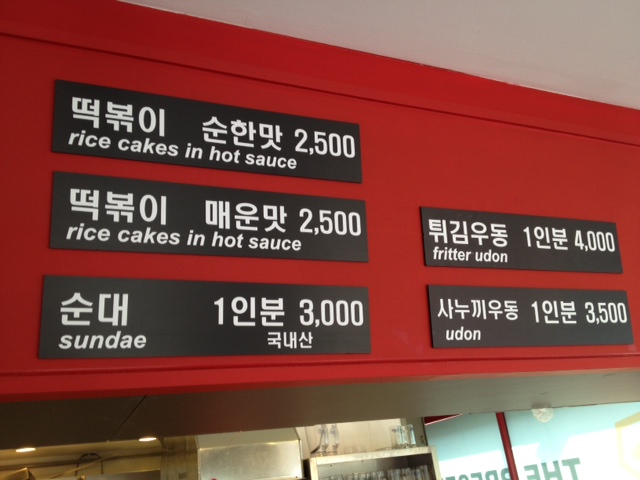 떡볶이 순한맛 2,500
rice cakes in hot sauce
떡볶이 매운맛 2,500
rice cakes in hot sauce
순대 1인분 3,000
sundae 국내산
튀김우동 1인분 4,000
fritter udon
사누끼우동 1인분 3,500
udon
THE